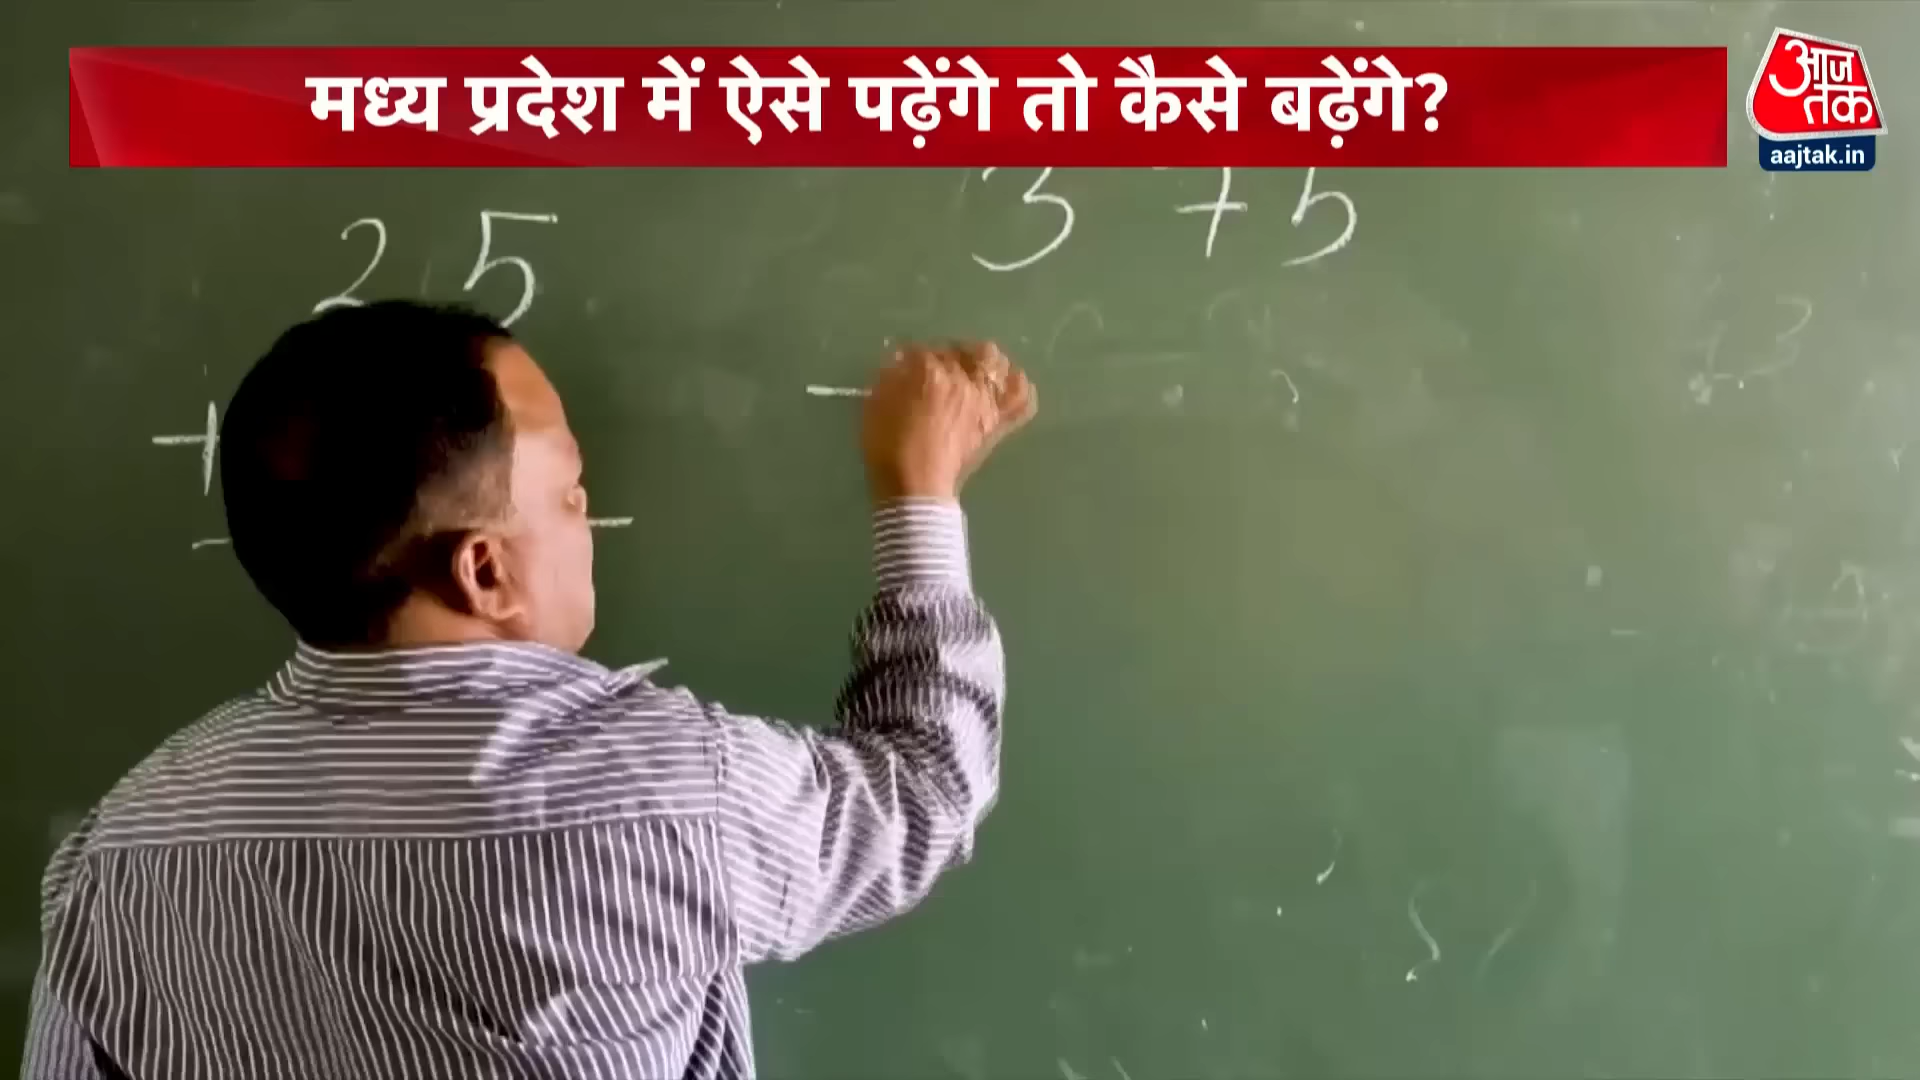 मध्य प्रदेश में ऐसे पढ़ेंगे तो कैसे बढ़ेंगे?
आज
तक
aajtak.in
25
375
+
-